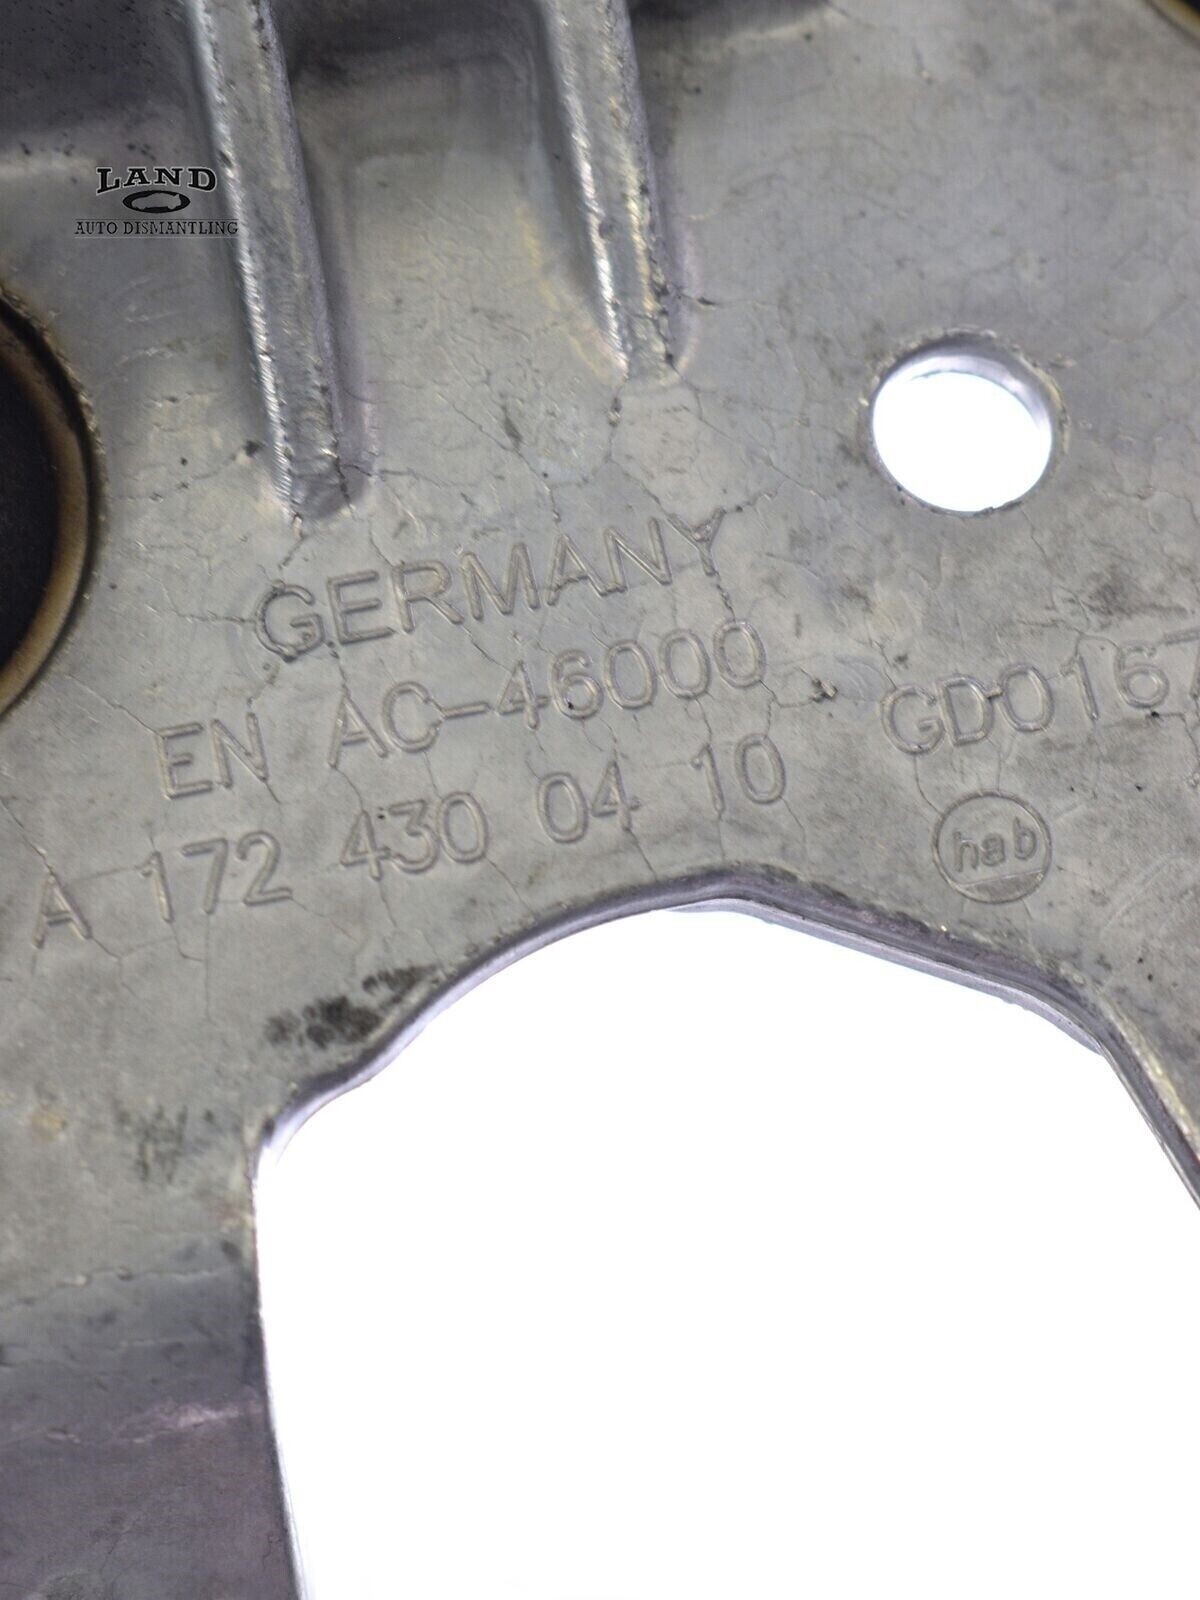 LAND
AUTO DISMANTLING
GERMANY
EN AC-46000
A 172 430 04 10
GD0167
hab